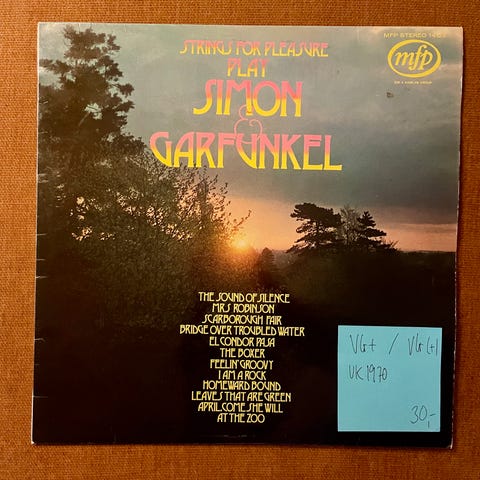 MFP STEREO
mfp
STRINGS FOR PLEASURE
PLAY
SIMON
&
GARFUNKEL
THE SOUND OF SILENCE
MRS ROBINSON
SCARBOROUGH FAIR
BRIDGE OVER TROUBLED WATER
EL CONDOR PASA
THE BOXER
FEELIN' GROOVY
I AM A ROCK
HOMEWARD BOUND
LEAVES THAT ARE GREEN
APRIL, COME SHE WILL
AT THE ZOO
VG+ / VG(+)
UK 1970
30,-